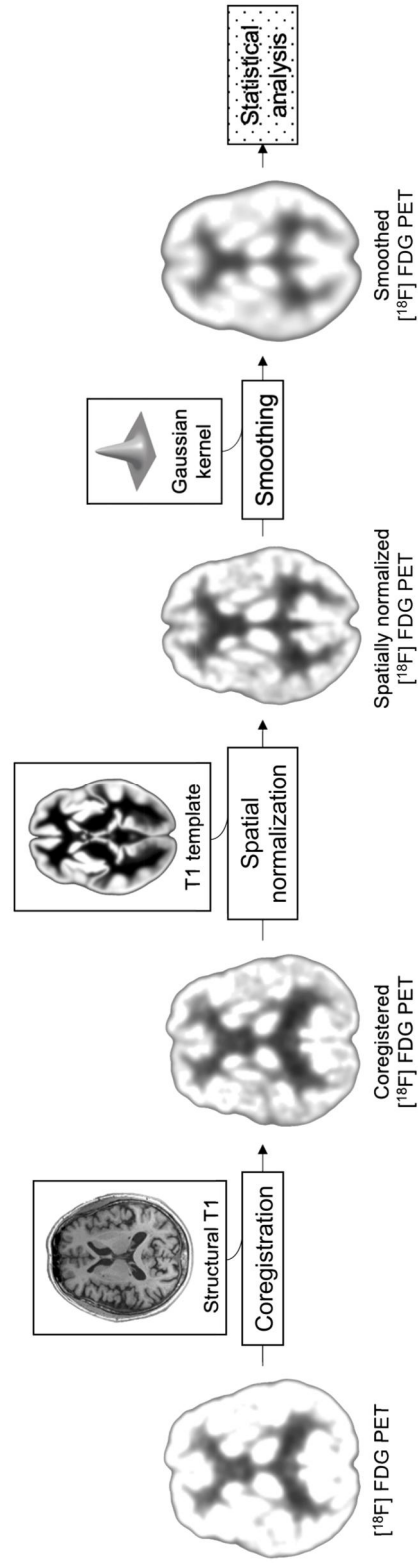 [¹⁸F] FDG PET
Structural T1
Coregistration
Coregistered
[¹⁸F] FDG PET
T1 template
Spatial
normalization
Spatially normalized
[¹⁸F] FDG PET
Gaussian
kernel
Smoothing
Smoothed
[¹⁸F] FDG PET
Statistical
analysis